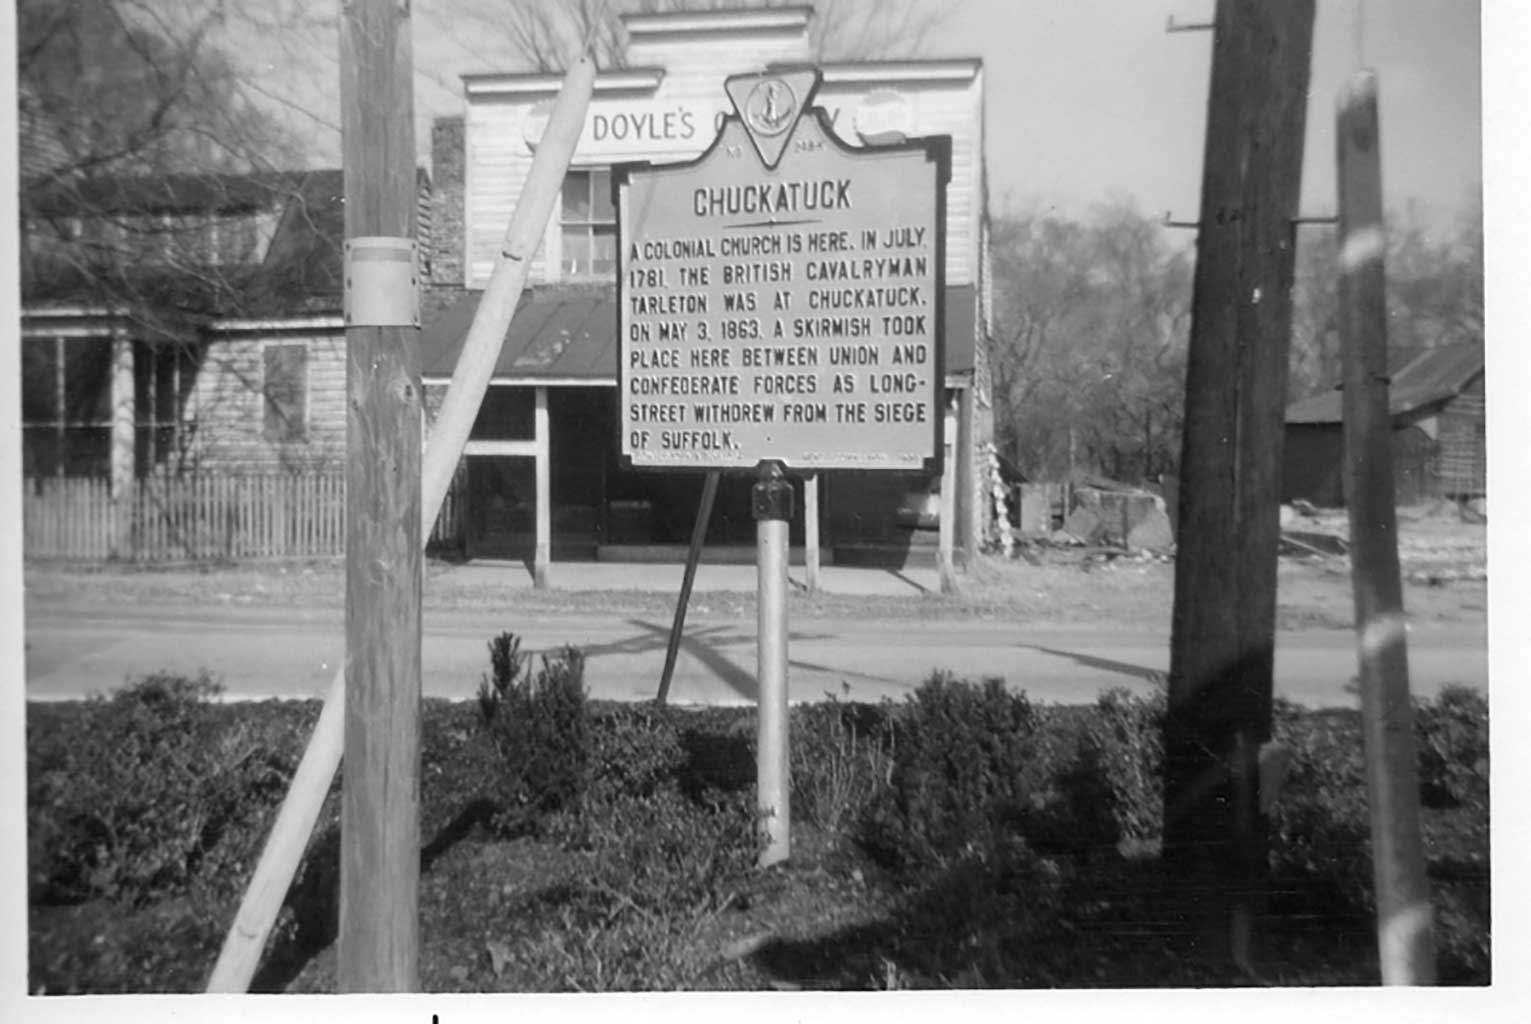 DOYLE'S
CHUCKATUCK
A COLONIAL CHURCH IS HERE. IN JULY,
1781, THE BRITISH CAVALRYMAN
TARLETON WAS AT CHUCKATUCK.
ON MAY 3, 1863, A SKIRMISH TOOK
PLACE HERE BETWEEN UNION AND
CONFEDERATE FORCES AS LONG-
STREET WITHDREW FROM THE SIEGE
OF SUFFOLK.